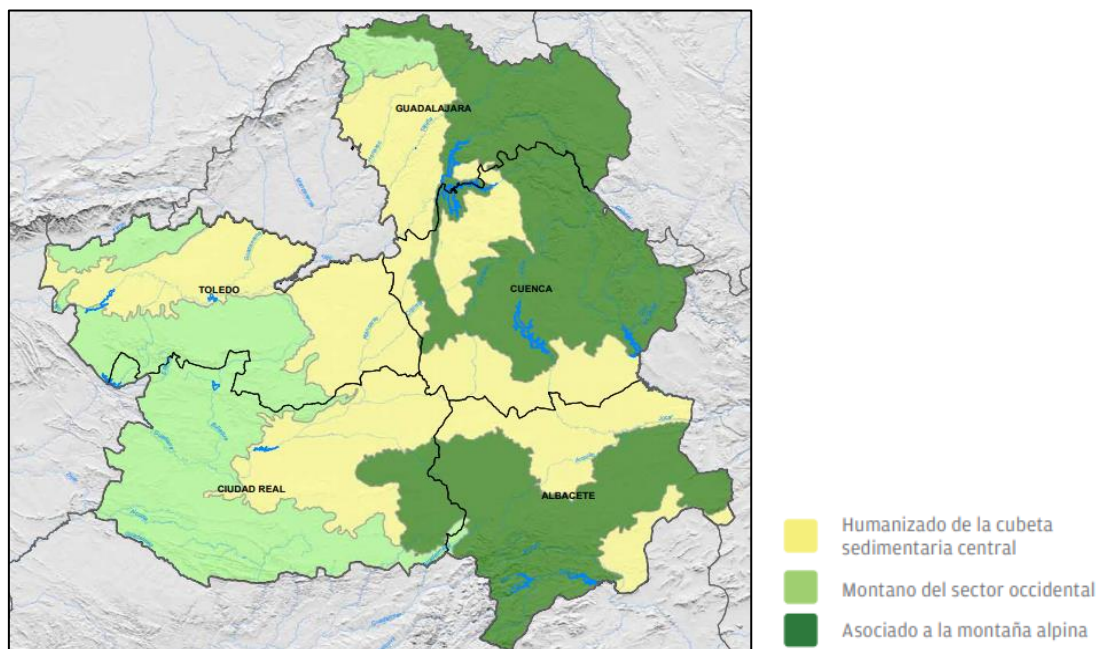 GUADALAJARA
TOLEDO
CUENCA
CIUDAD REAL
ALBACETE
Humanizado de la cubeta
sedimentaria central
Montano del sector occidental
Asociado a la montaña alpina